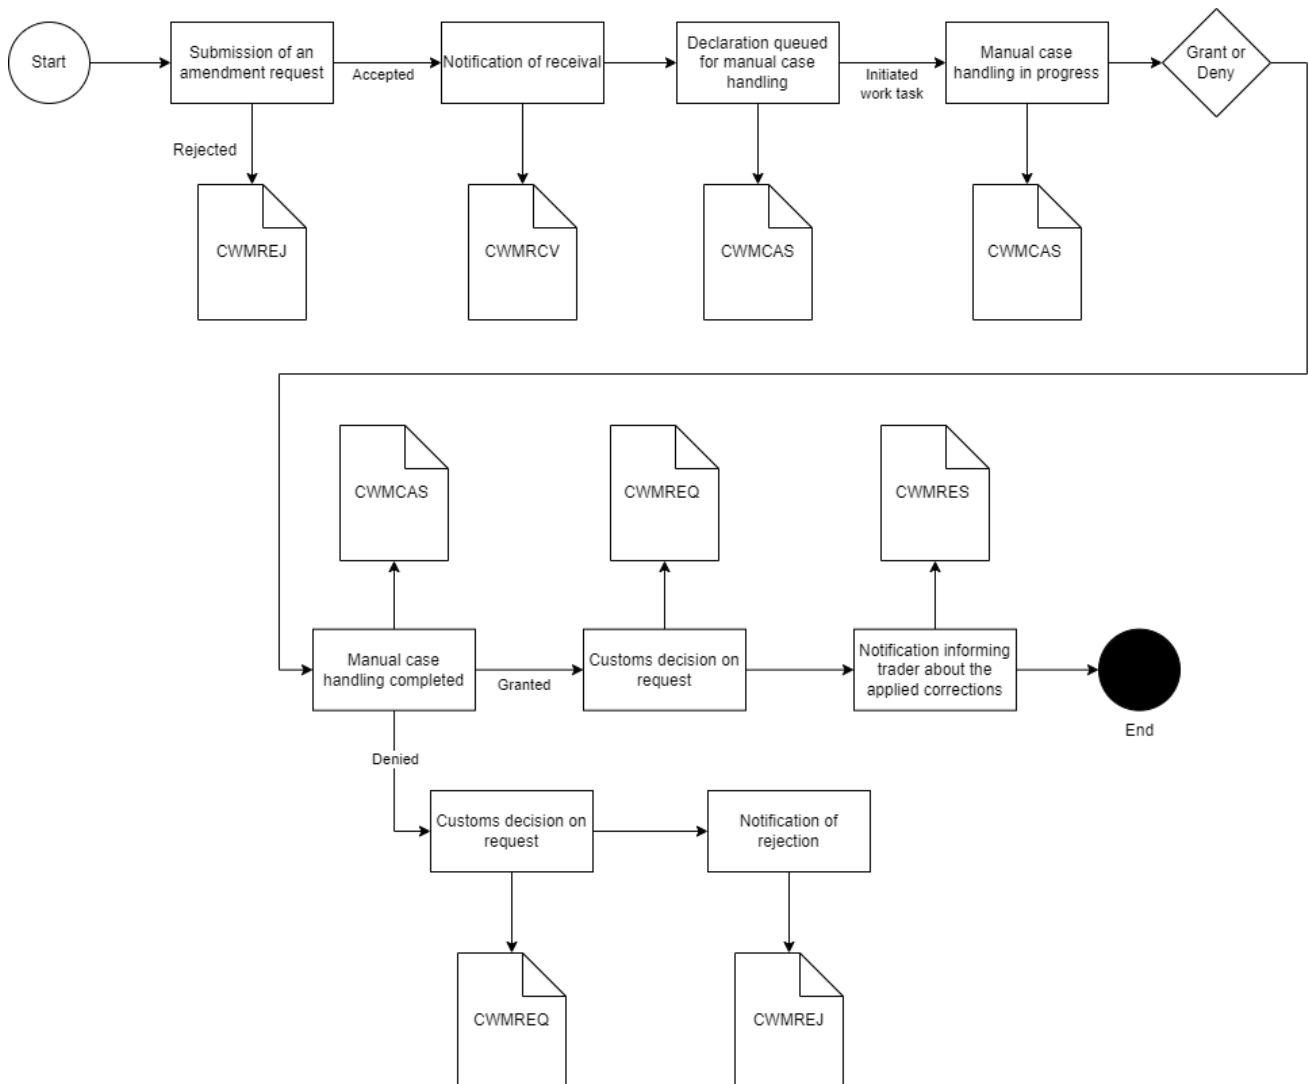 Start
Submission of an
amendment request
Accepted
Notification of receival
Declaration queued
for manual case
handling
Initiated
work task
Manual case
handling in progress
Grant or
Deny
Rejected
CWMREJ
CWMRCV
CWMCAS
CWMCAS
CWMCAS
CWMREQ
CWMRES
Manual case
handling completed
Granted
Customs decision on
request
Notification informing
trader about the
applied corrections
End
Denied
Customs decision on
request
Notification of
rejection
CWMREQ
CWMREJ